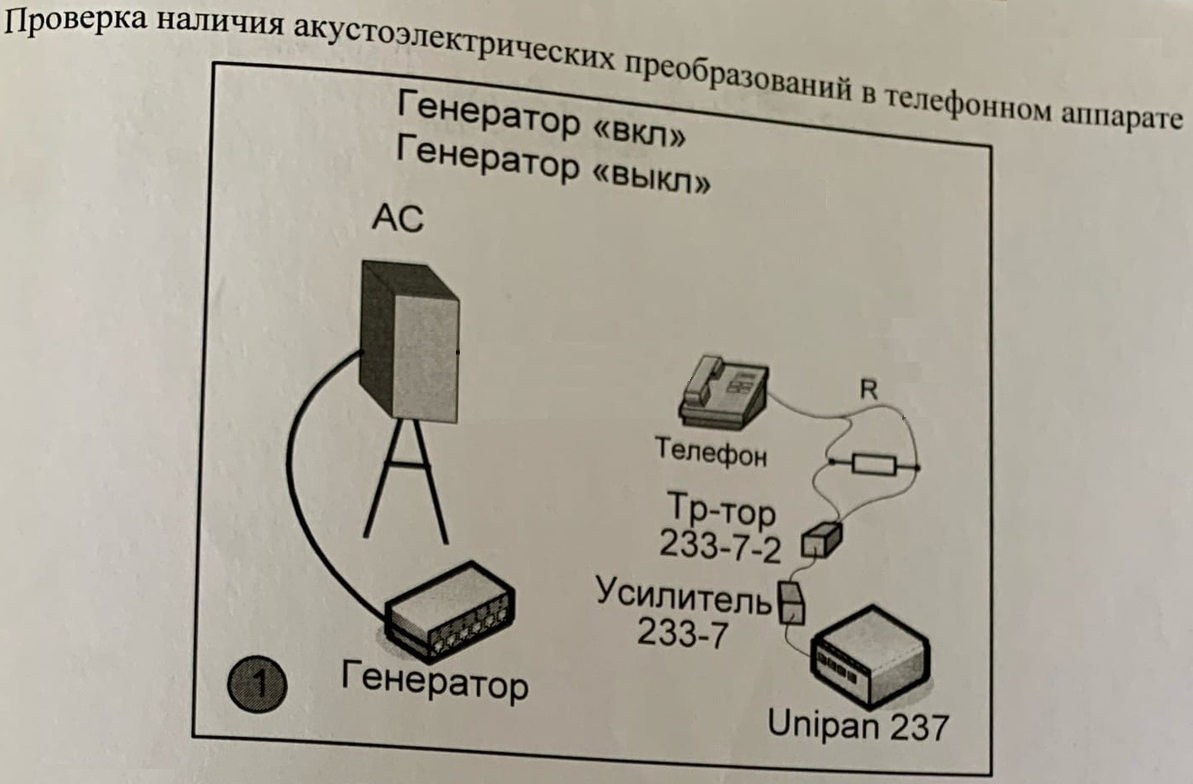 Проверка наличия акустоэлектрических преобразований в телефонном аппарате
Генератор «вкл»
Генератор «выкл»
АС
R
Телефон
Тр-тор
233-7-2
Усилитель
233-7
1
Генератор
Unipan 237